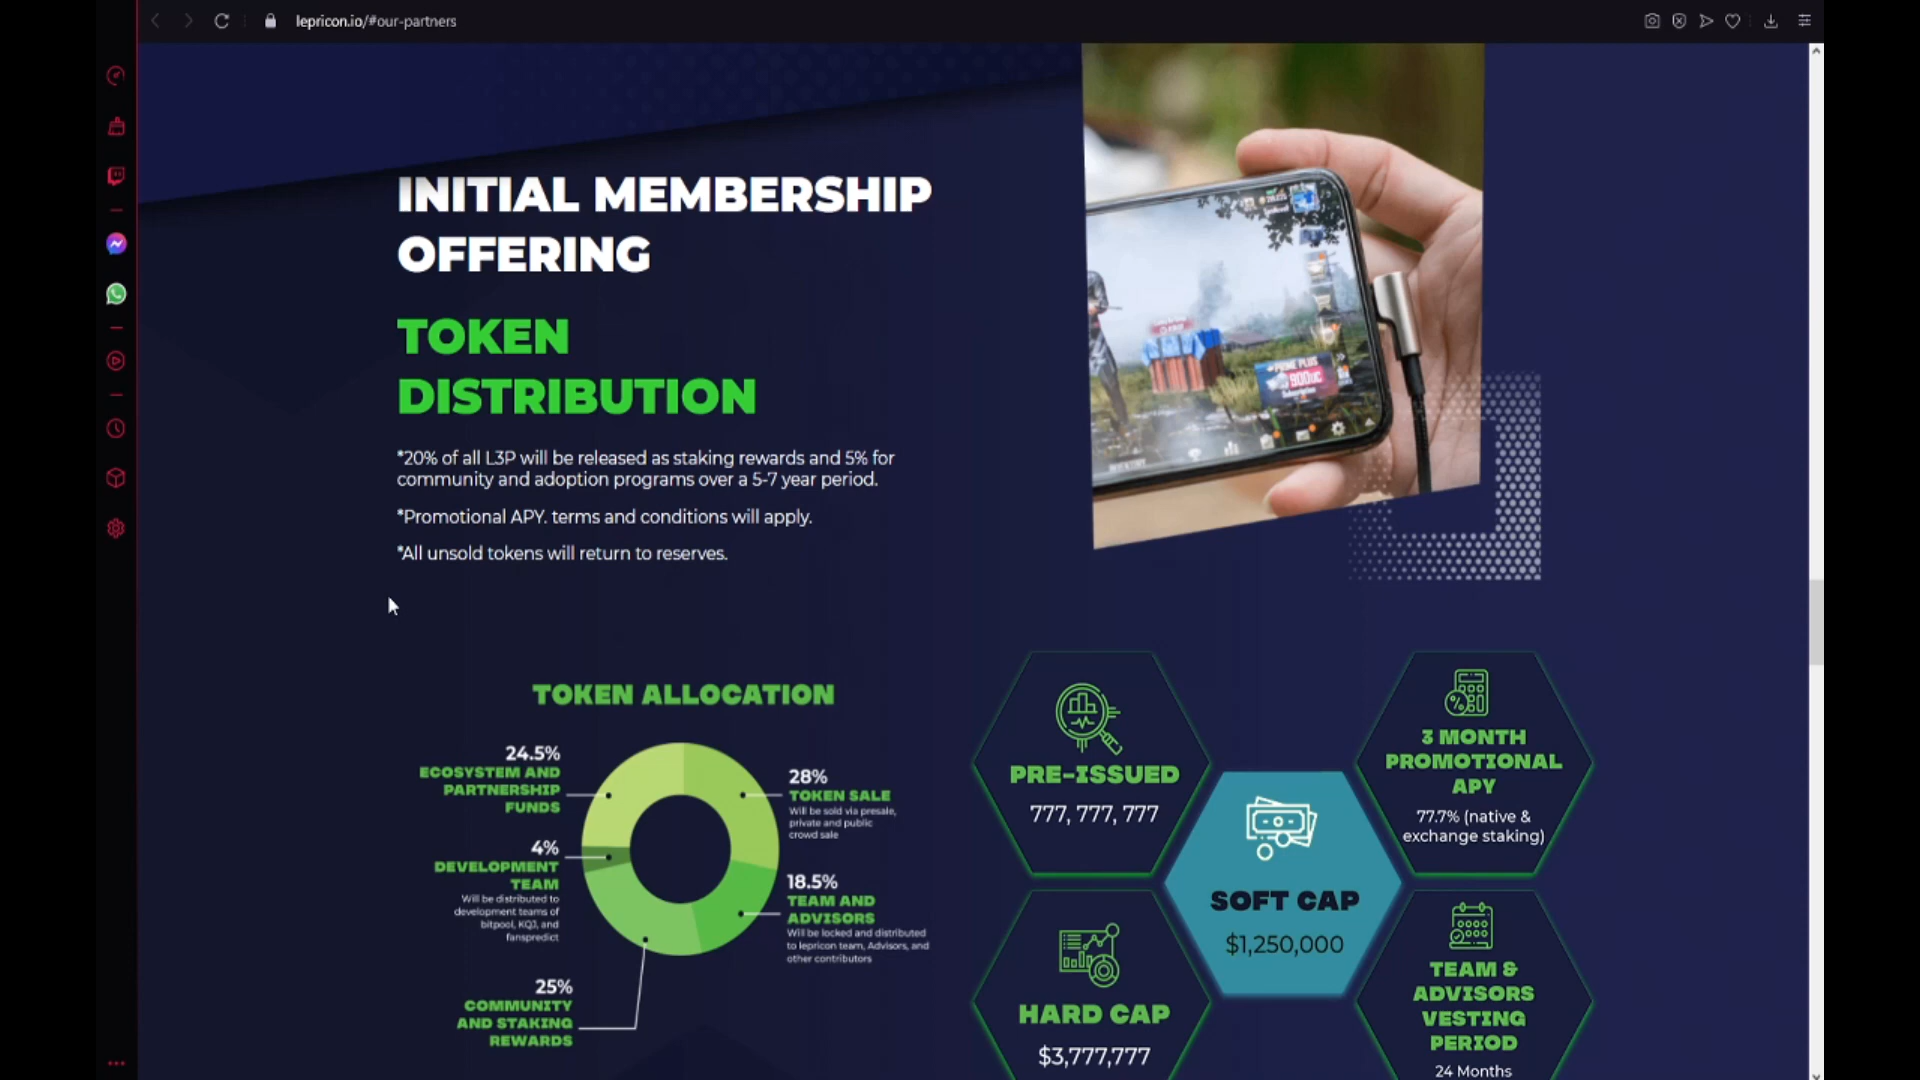 lepricon.io/#our-partners
INITIAL MEMBERSHIP
OFFERING
TOKEN
DISTRIBUTION
*20% of all L3P will be released as staking rewards and 5% for
community and adoption programs over a 5-7 year period.
*Promotional APY. terms and conditions will apply.
*All unsold tokens will return to reserves.
PRIME PLUS
900UC
TOKEN ALLOCATION
24.5%
ECOSYSTEM AND
PARTNERSHIP
FUNDS
4%
DEVELOPMENT
TEAM
Will be distributed to
development teams of
bitpool, KQJ, and
fanspredict
25%
COMMUNITY
AND STAKING
REWARDS
28%
TOKEN SALE
Will be sold via presale,
private and public
crowd sale
18.5%
TEAM AND
ADVISORS
Will be locked and distributed
to lepricon team, Advisors, and
other contributors
PRE-ISSUED
777, 777, 777
HARD CAP
$3,777,777
SOFT CAP
$1,250,000
3 MONTH
PROMOTIONAL
APY
77.7% (native &
exchange staking)
TEAM &
ADVISORS
VESTING
PERIOD
24 Months